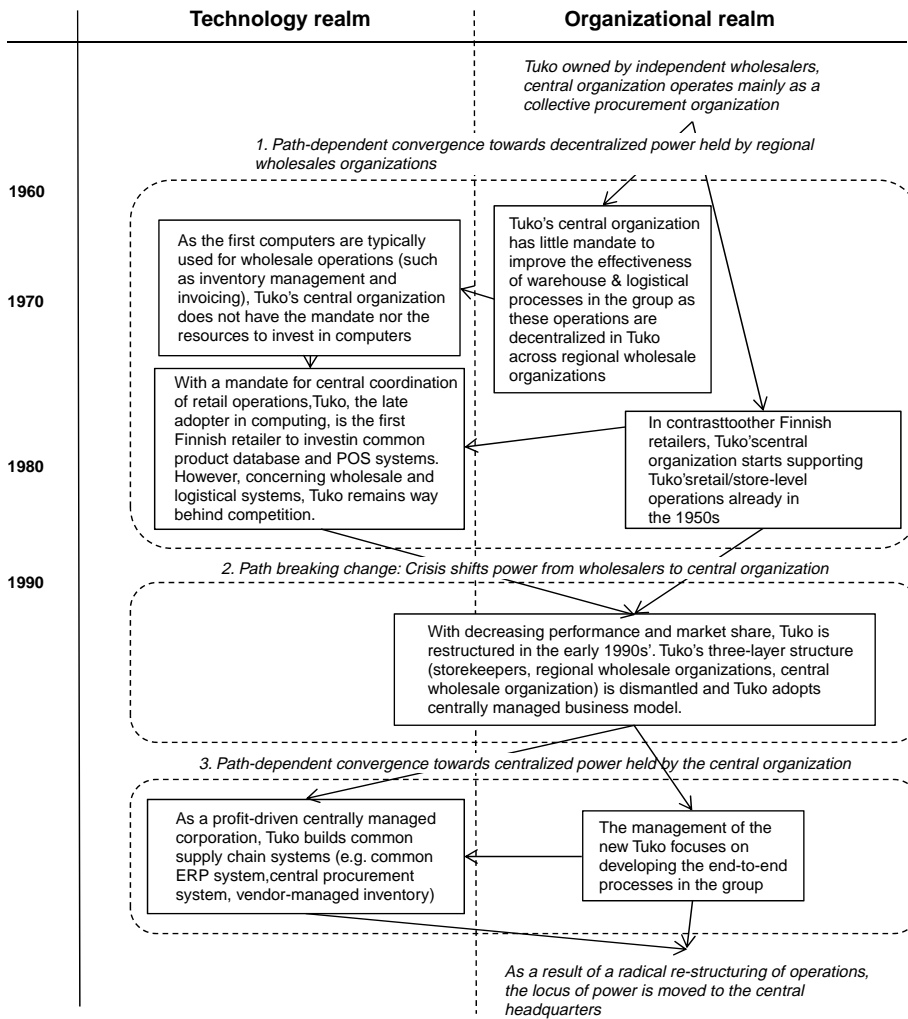 Technology realm
Organizational realm
Tuko owned by independent wholesalers,
central organization operates mainly as a
collective procurement organization
1. Path-dependent convergence towards decentralized power held by regional
wholesales organizations
1960
As the first computers are typically
used for wholesale operations (such
as inventory management and
invoicing), Tuko's central organization
does not have the mandate nor the
resources to invest in computers
Tuko's central organization
has little mandate to
improve the effectiveness
of warehouse & logistical
processes in the group as
these operations are
decentralized in Tuko
across regional wholesale
organizations
1970
With a mandate for central coordination
of retail operations,Tuko, the late
adopter in computing, is the first
Finnish retailer to investin common
product database and POS systems.
However, concerning wholesale and
logistical systems, Tuko remains way
behind competition.
In contrasttoother Finnish
retailers, Tuko'scentral
organization starts supporting
Tuko'sretail/store-level
operations already in
the 1950s
1980
2. Path breaking change: Crisis shifts power from wholesalers to central organization
1990
With decreasing performance and market share, Tuko is
restructured in the early 1990s'. Tuko's three-layer structure
(storekeepers, regional wholesale organizations, central
wholesale organization) is dismantled and Tuko adopts
centrally managed business model.
3. Path-dependent convergence towards centralized power held by the central organization
As a profit-driven centrally managed
corporation, Tuko builds common
supply chain systems (e.g. common
ERP system,central procurement
system, vendor-managed inventory)
The management of the
new Tuko focuses on
developing the end-to-end
processes in the group
As a result of a radical re-structuring of operations,
the locus of power is moved to the central
headquarters